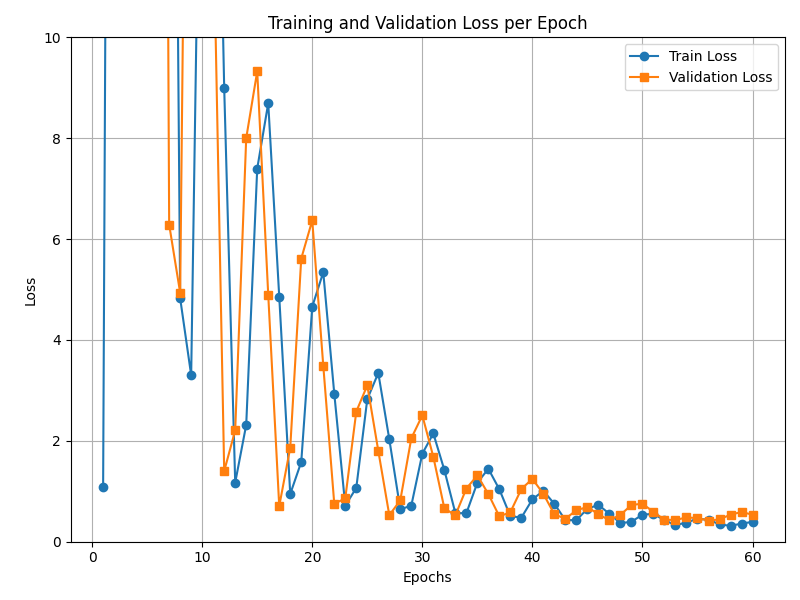 Training and Validation Loss per Epoch
Train Loss
Validation Loss
Loss
10
8
6
4
2
0
0 10 20 30 40 50 60
Epochs